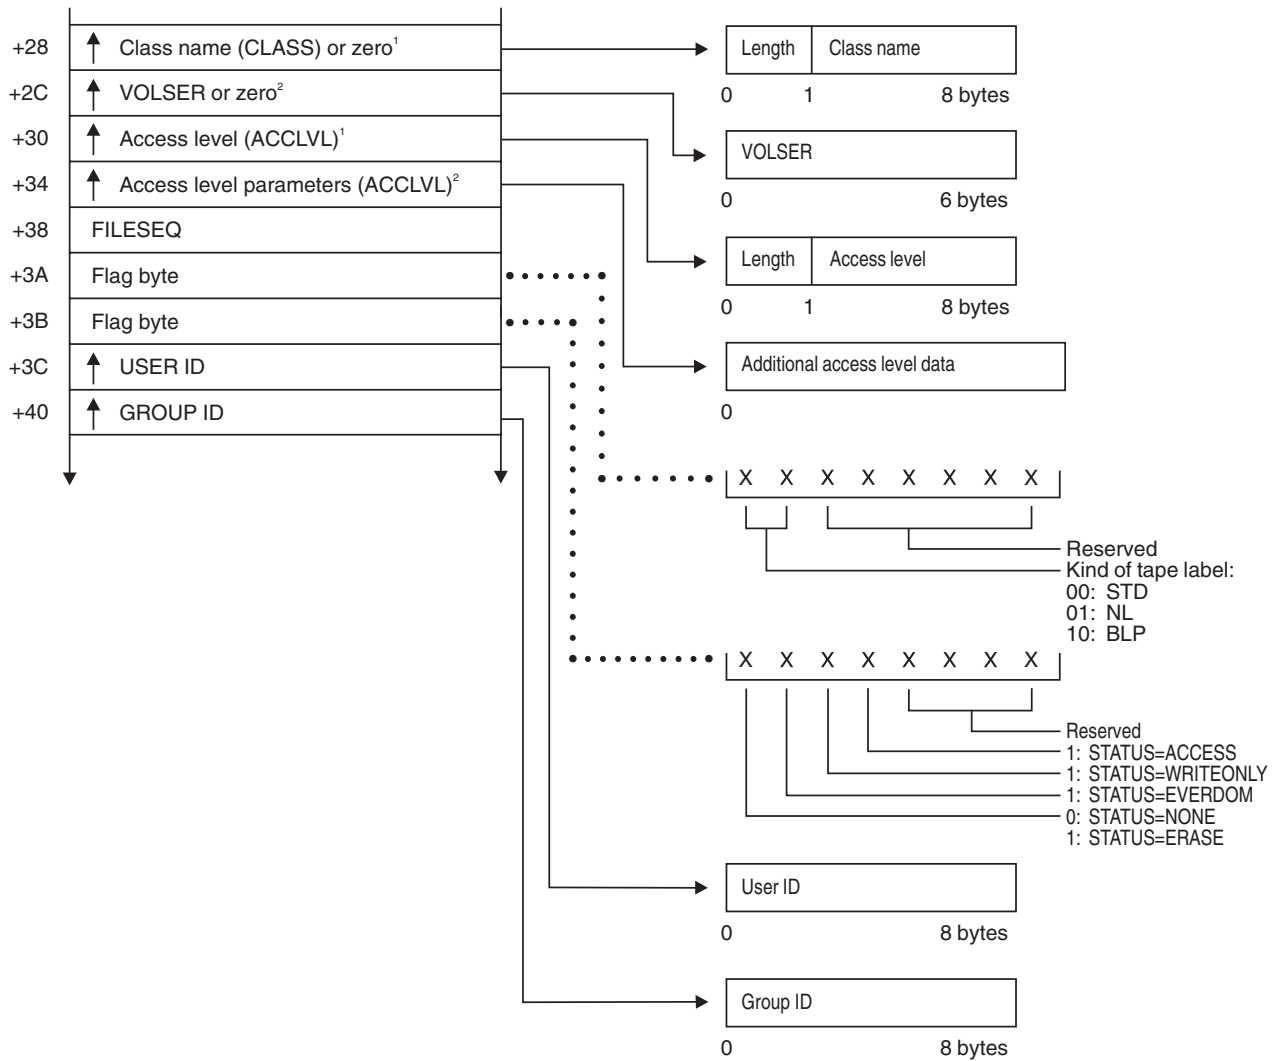 +28 Class name (CLASS) or zero1
+2C VOLSER or zero2
+30 Access level (ACCLVL)1
+34 Access level parameters (ACCLVL)2
+38 FILESEQ
+3A Flag byte
+3B Flag byte
+3C USER ID
+40 GROUP ID
Length Class name
0 1 8 bytes
VOLSER
0 6 bytes
Length Access level
0 1 8 bytes
Additional access level data
0
X X X X X X X X
Reserved
Kind of tape label:
00: STD
01: NL
10: BLP
X X X X X X X X
Reserved
1: STATUS=ACCESS
1: STATUS=WRITEONLY
1: STATUS=EVERDOM
0: STATUS=NONE
1: STATUS=ERASE
User ID
0 8 bytes
Group ID
0 8 bytes